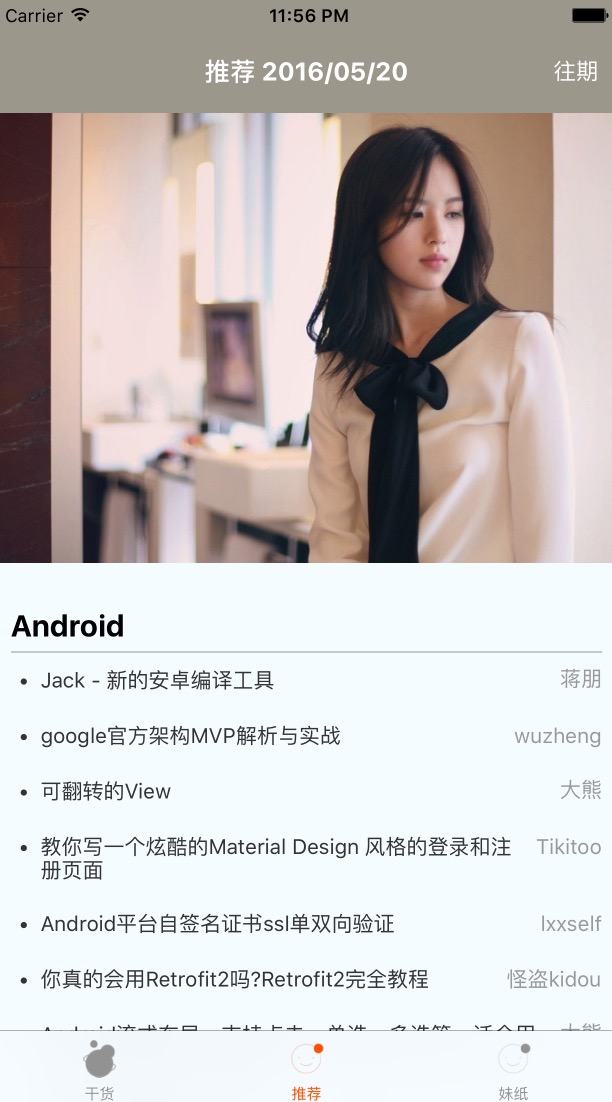 Carrier 11:56 PM
推荐 2016/05/20 往期
Android
• Jack - 新的安卓编译工具 蒋朋
• google官方架构MVP解析与实战 wuzheng
• 可翻转的View 大熊
• 教你写一个炫酷的Material Design 风格的登录和注 Tikitoo
册页面
• Android平台自签名证书ssl单双向验证 lxxself
• 你真的会用Retrofit2吗?Retrofit2完全教程 怪盗kidou
干货 推荐 妹纸